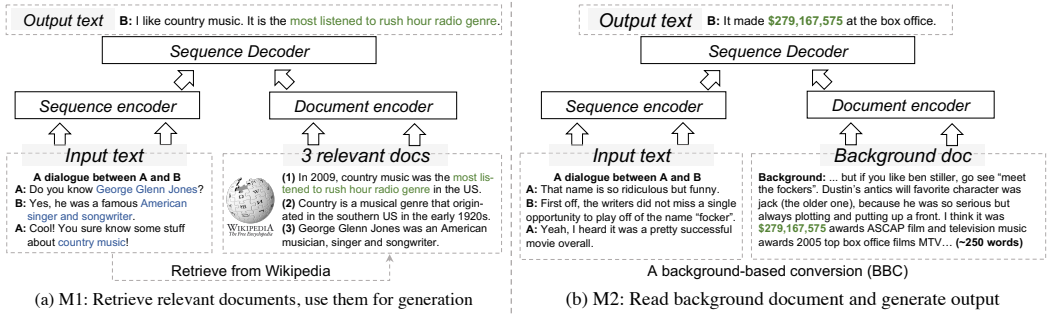 Output text B: I like country music. It is the most listened to rush hour radio genre.
Sequence Decoder
Sequence encoder
Document encoder
Input text
A dialogue between A and B
A: Do you know George Glenn Jones?
B: Yes, he was a famous American
singer and songwriter.
A: Cool! You sure know some stuff
about country music!
3 relevant docs
WIKIPEDIA
The Free Encyclopedia
(1) In 2009, country music was the most lis-
tened to rush hour radio genre in the US.
(2) Country is a musical genre that origin-
ated in the southern US in the early 1920s.
(3) George Glenn Jones was an American
musician, singer and songwriter.
Retrieve from Wikipedia
(a) M1: Retrieve relevant documents, use them for generation
Output text B: It made $279,167,575 at the box office.
Sequence Decoder
Sequence encoder
Document encoder
Input text
A dialogue between A and B
A: That name is so ridiculous but funny.
B: First off, the writers did not miss a single
opportunity to play off of the name “focker”.
A: Yeah, I heard it was a pretty successful
movie overall.
Background doc
Background: ... but if you like ben stiller, go see “meet
the fockers”. Dustin’s antics will favorite character was
jack (the older one), because he was so serious but
always plotting and putting up a front. I think it was
$279,167,575 awards ASCAP film and television music
awards 2005 top box office films MTV… (~250 words)
A background-based conversion (BBC)
(b) M2: Read background document and generate output